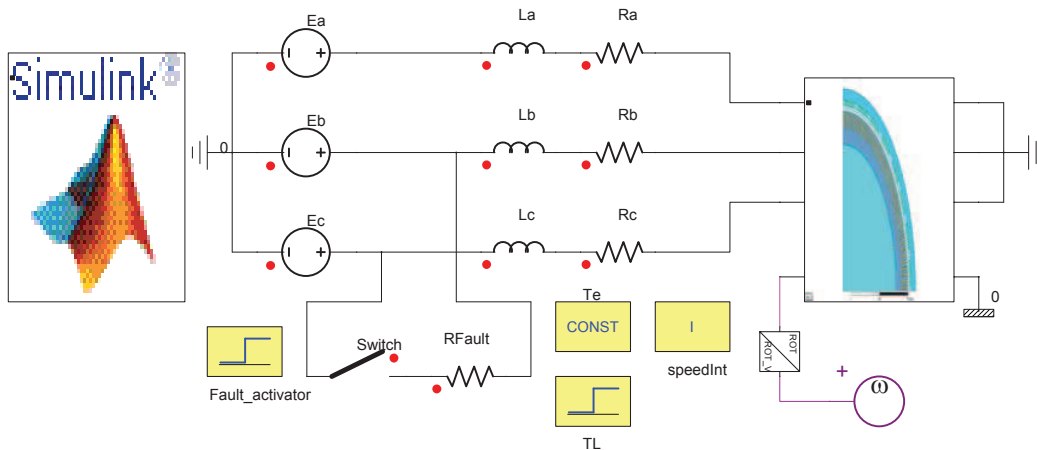 Ea
La
Ra
Simulink
Eb
Lb
Rb
0
Ec
Lc
Rc
Te
CONST
I
0
Switch
RFault
speedInt
ROT
ROT_V
Fault_activator
+
ω
TL